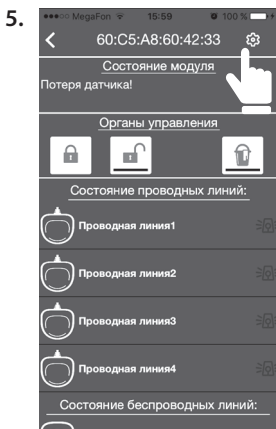 5.
MegaFon 15:59 100 %
60:C5:A8:60:42:33
Состояние модуля
Потеря датчика!
Органы управления
Состояние проводных линий:
Проводная линия1
Проводная линия2
Проводная линия3
Проводная линия4
Состояние беспроводных линий: